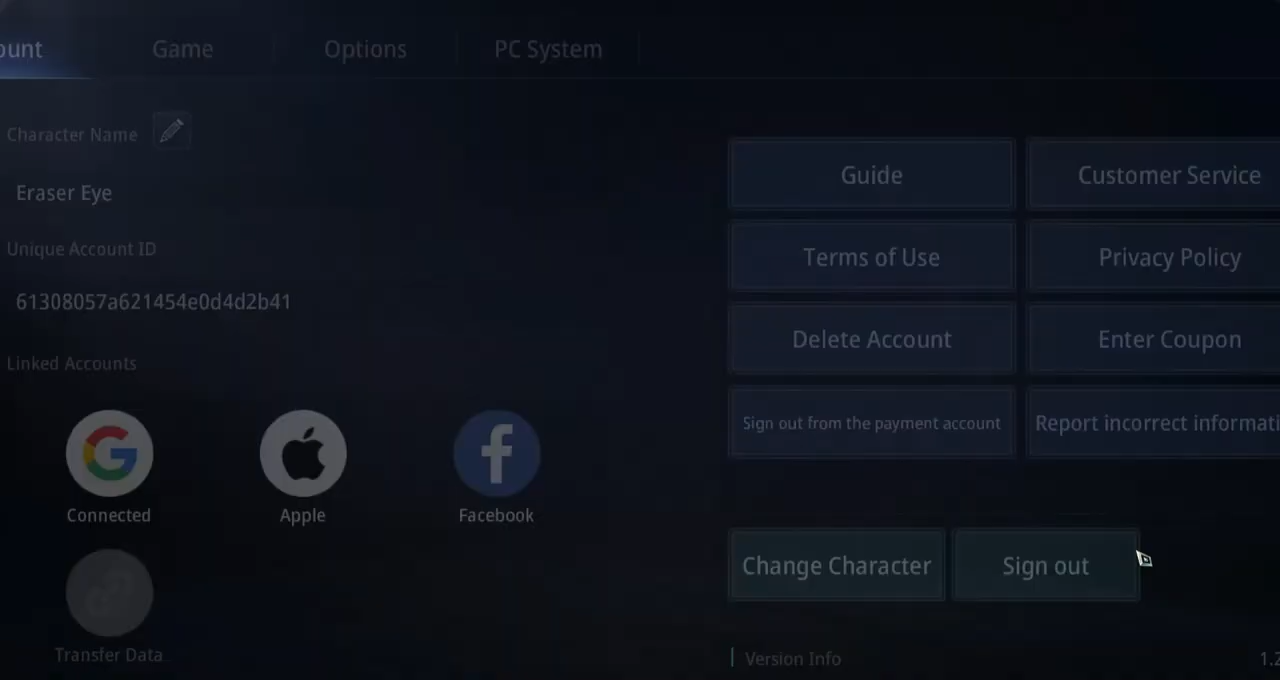 ount Game Options PC System
Character Name
Eraser Eye
Unique Account ID
61308057a621454e0d4d2b41
Linked Accounts
Connected Apple Facebook
Transfer Data
Guide Customer Service
Terms of Use Privacy Policy
Delete Account Enter Coupon
Sign out from the payment account Report incorrect informati
Change Character Sign out
Version Info 1.2